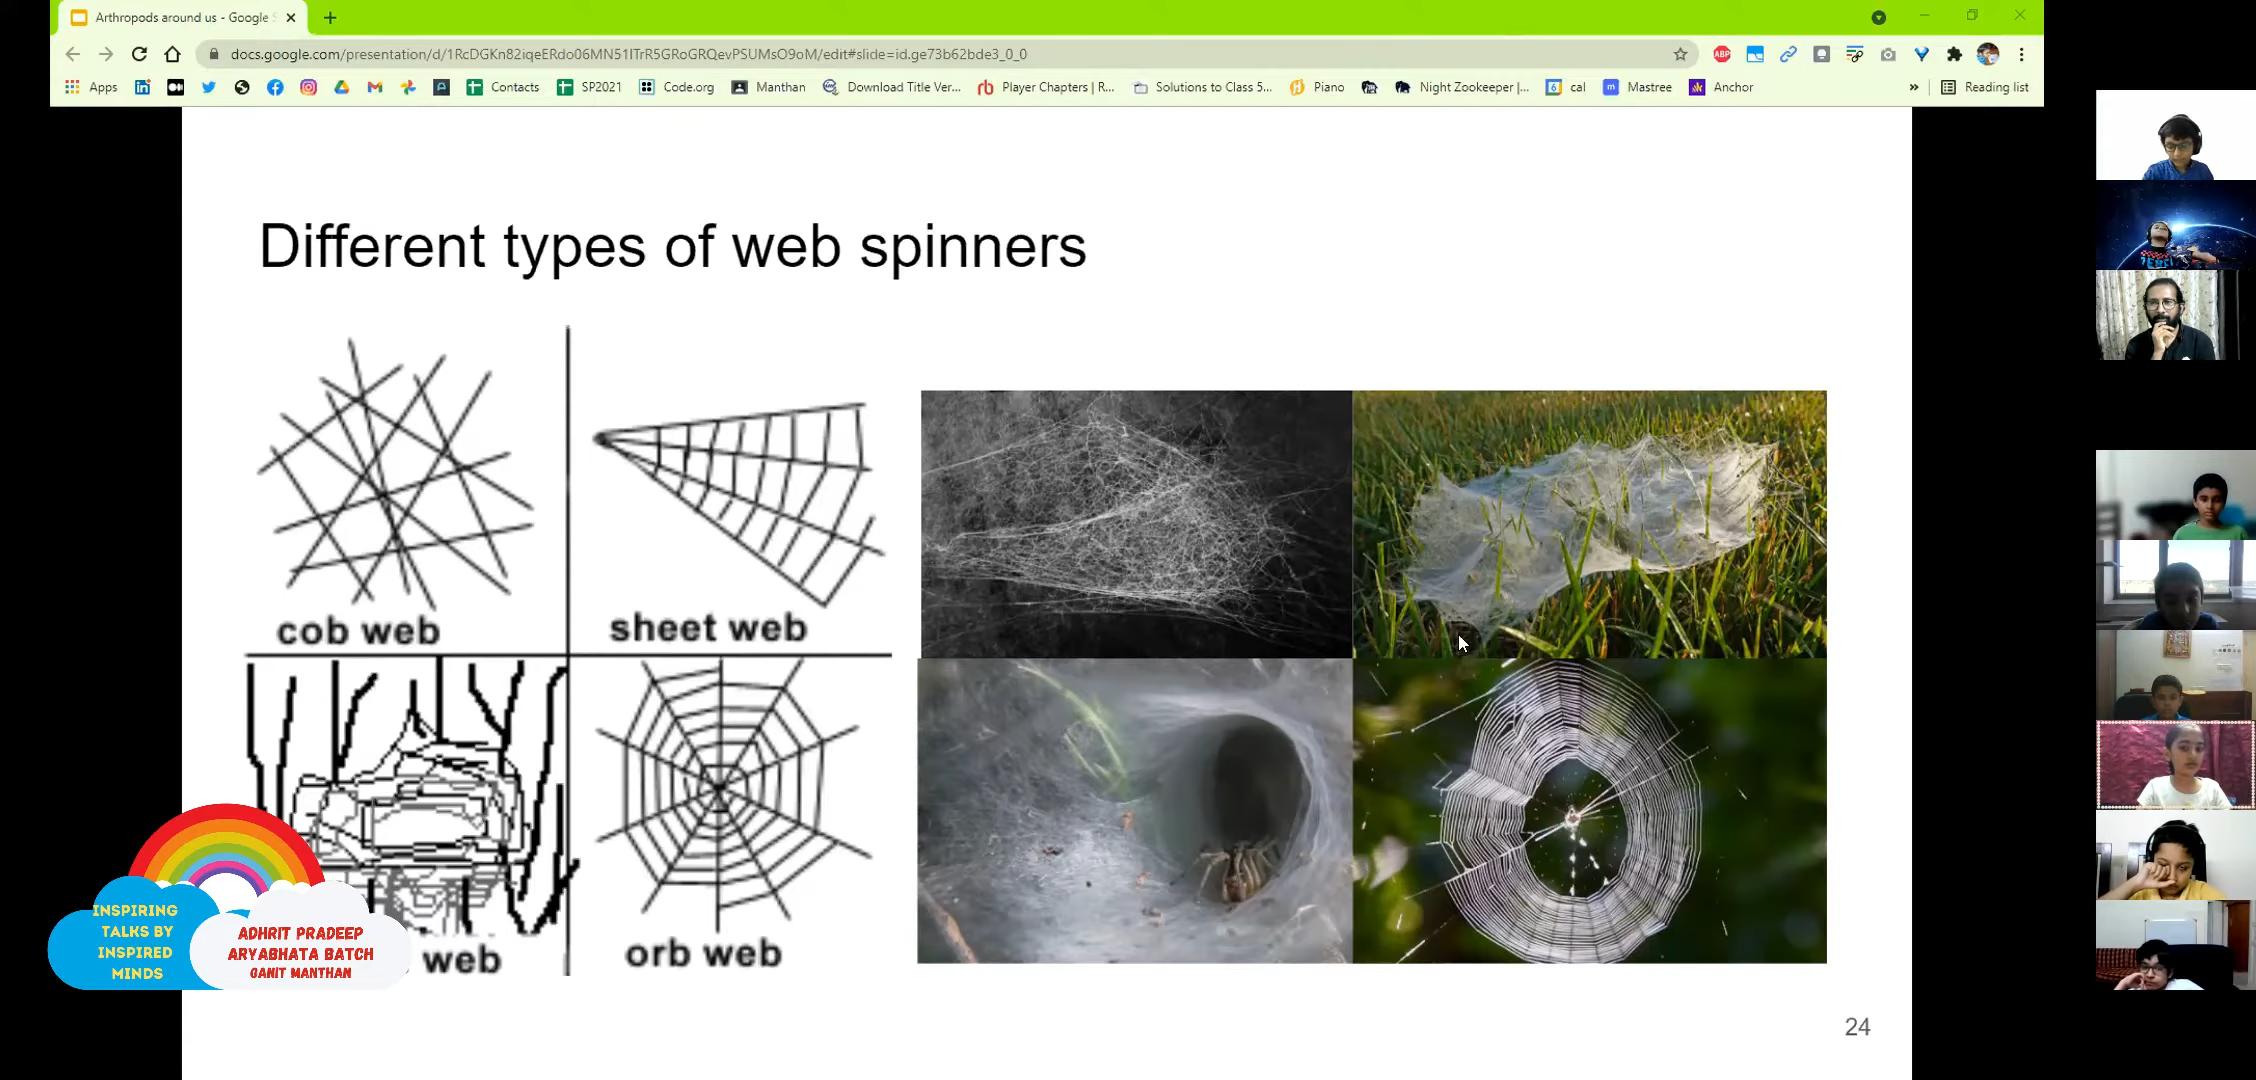 Arthropods around us - Google S
docs.google.com/presentation/d/1RcDGKn82iqeERdo06MN51ITrR5GRoGRQevPSUMsO9oM/edit#slide=id.ge73b62bde3_0_0
ABP
Apps Contacts SP2021 Code.org Manthan Download Title Ver... Player Chapters | R... Solutions to Class 5... Piano Night Zookeeper |... cal Mastree Anchor » Reading list
Different types of web spinners
cob web
sheet web
web
orb web
INSPIRING
TALKS BY
INSPIRED
MINDS
ADHRIT PRADEEP
ARYABHATA BATCH
GANIT MANTHAN
24